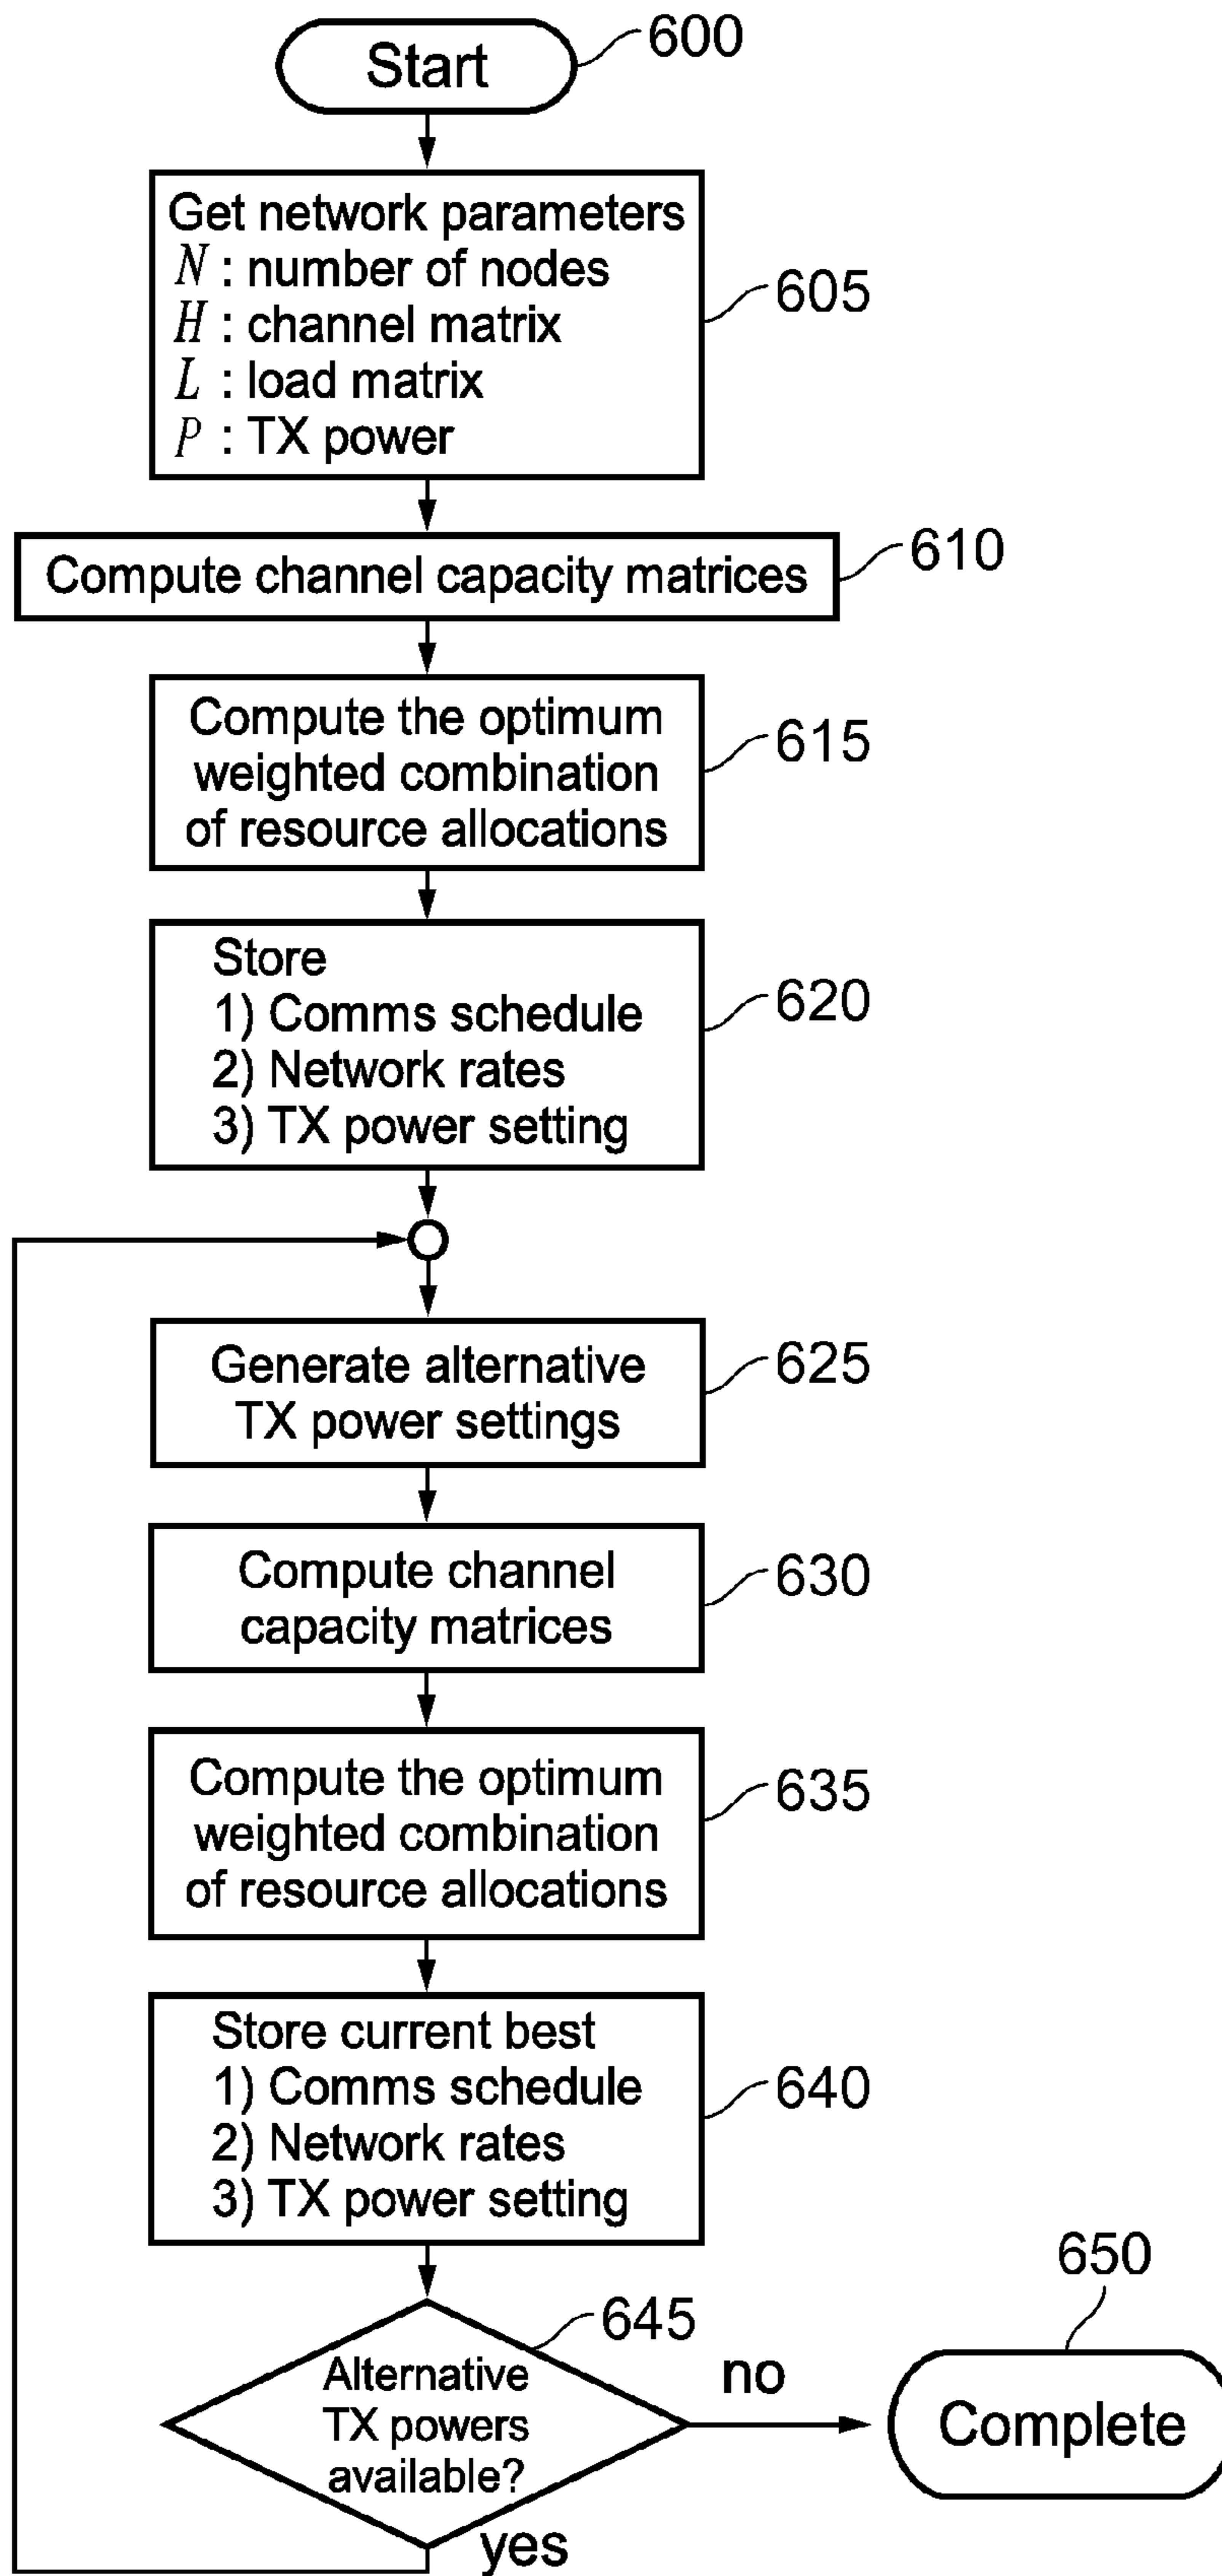 Start
600
Get network parameters
N : number of nodes
H : channel matrix
L : load matrix
P : TX power
605
Compute channel capacity matrices
610
Compute the optimum
weighted combination
of resource allocations
615
Store
1) Comms schedule
2) Network rates
3) TX power setting
620
Generate alternative
TX power settings
625
Compute channel
capacity matrices
630
Compute the optimum
weighted combination
of resource allocations
635
Store current best
1) Comms schedule
2) Network rates
3) TX power setting
640
Alternative
TX powers
available?
645
no
yes
Complete
650